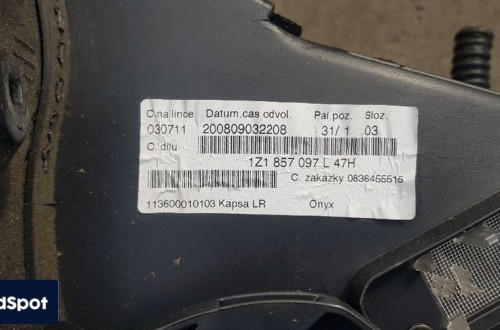 C.na lince Datum,cas odvol. Pal.poz. Sloz.
030711 200809032208 31/ 1 03
C. dilu
1Z1 857 097 L 47H
C. zakazky 0836455515
113600010103 Kapsa LR Onyx
dSpot